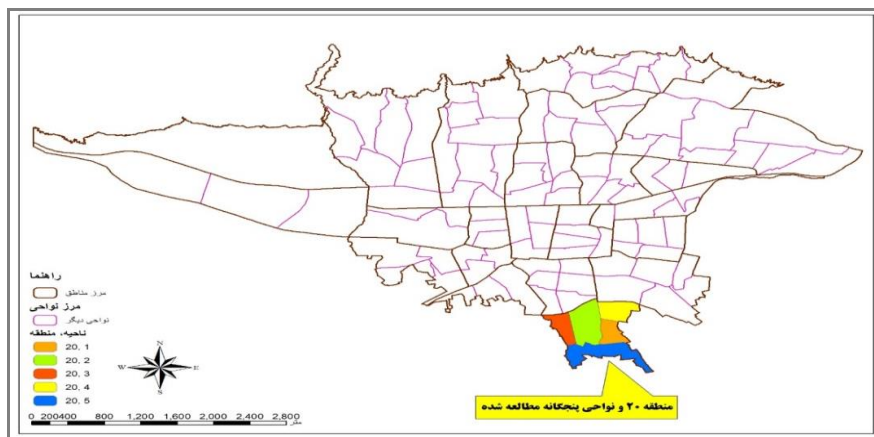 راهنما
مرز مناطق
مرز نواحی
نواحی دیگر
ناحیه، منطقه
20, 1
20, 2
20, 3
20, 4
20, 5
N
W E
S
0 200400 800 1,200 1,600 2,000 2,400 2,800
متر
منطقه ۲۰ و نواحی پنجگانه مطالعه شده